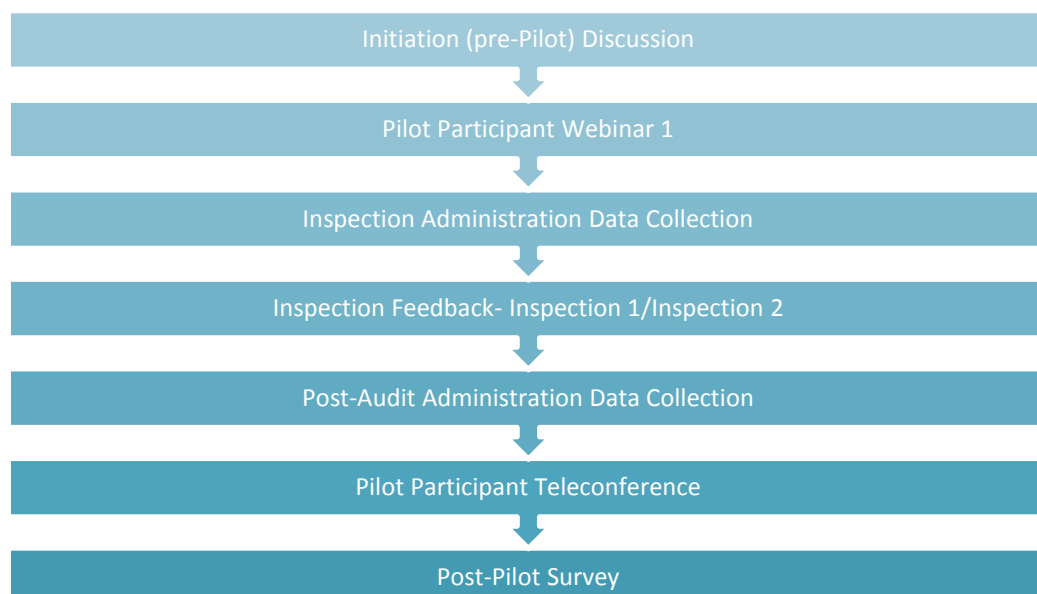 Initiation (pre-Pilot) Discussion
Pilot Participant Webinar 1
Inspection Administration Data Collection
Inspection Feedback- Inspection 1/Inspection 2
Post-Audit Administration Data Collection
Pilot Participant Teleconference
Post-Pilot Survey